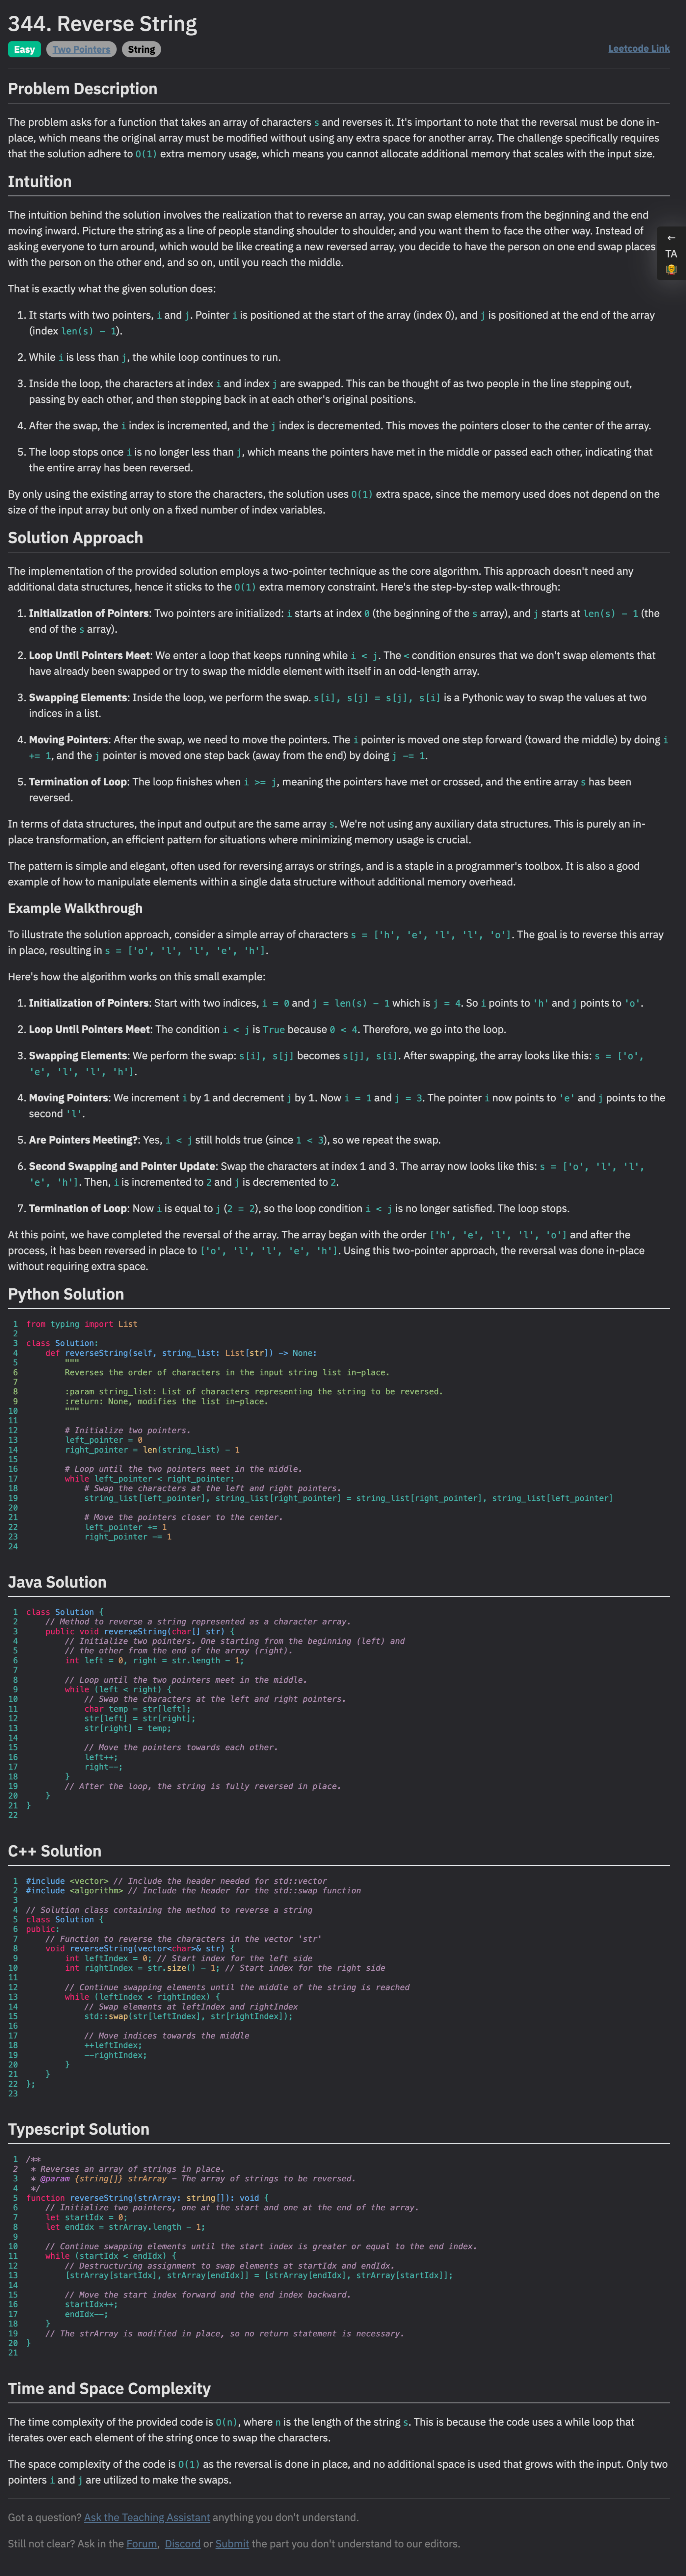 344. Reverse String
Easy Two Pointers String Leetcode Link
Problem Description
The problem asks for a function that takes an array of characters s and reverses it. It's important to note that the reversal must be done in-
place, which means the original array must be modified without using any extra space for another array. The challenge specifically requires
that the solution adhere to O(1) extra memory usage, which means you cannot allocate additional memory that scales with the input size.
Intuition
The intuition behind the solution involves the realization that to reverse an array, you can swap elements from the beginning and the end
moving inward. Picture the string as a line of people standing shoulder to shoulder, and you want them to face the other way. Instead of
asking everyone to turn around, which would be like creating a new reversed array, you decide to have the person on one end swap places
with the person on the other end, and so on, until you reach the middle.
←
TA
That is exactly what the given solution does:
1. It starts with two pointers, i and j. Pointer i is positioned at the start of the array (index 0), and j is positioned at the end of the array
(index len(s) - 1).
2. While i is less than j, the while loop continues to run.
3. Inside the loop, the characters at index i and index j are swapped. This can be thought of as two people in the line stepping out,
passing by each other, and then stepping back in at each other's original positions.
4. After the swap, the i index is incremented, and the j index is decremented. This moves the pointers closer to the center of the array.
5. The loop stops once i is no longer less than j, which means the pointers have met in the middle or passed each other, indicating that
the entire array has been reversed.
By only using the existing array to store the characters, the solution uses O(1) extra space, since the memory used does not depend on the
size of the input array but only on a fixed number of index variables.
Solution Approach
The implementation of the provided solution employs a two-pointer technique as the core algorithm. This approach doesn't need any
additional data structures, hence it sticks to the O(1) extra memory constraint. Here's the step-by-step walk-through:
1. Initialization of Pointers: Two pointers are initialized: i starts at index 0 (the beginning of the s array), and j starts at len(s) - 1 (the
end of the s array).
2. Loop Until Pointers Meet: We enter a loop that keeps running while i < j. The < condition ensures that we don't swap elements that
have already been swapped or try to swap the middle element with itself in an odd-length array.
3. Swapping Elements: Inside the loop, we perform the swap. s[i], s[j] = s[j], s[i] is a Pythonic way to swap the values at two
indices in a list.
4. Moving Pointers: After the swap, we need to move the pointers. The i pointer is moved one step forward (toward the middle) by doing i
+= 1, and the j pointer is moved one step back (away from the end) by doing j -= 1.
5. Termination of Loop: The loop finishes when i >= j, meaning the pointers have met or crossed, and the entire array s has been
reversed.
In terms of data structures, the input and output are the same array s. We're not using any auxiliary data structures. This is purely an in-
place transformation, an efficient pattern for situations where minimizing memory usage is crucial.
The pattern is simple and elegant, often used for reversing arrays or strings, and is a staple in a programmer's toolbox. It is also a good
example of how to manipulate elements within a single data structure without additional memory overhead.
Example Walkthrough
To illustrate the solution approach, consider a simple array of characters s = ['h', 'e', 'l', 'l', 'o']. The goal is to reverse this array
in place, resulting in s = ['o', 'l', 'l', 'e', 'h'].
Here's how the algorithm works on this small example:
1. Initialization of Pointers: Start with two indices, i = 0 and j = len(s) - 1 which is j = 4. So i points to 'h' and j points to 'o'.
2. Loop Until Pointers Meet: The condition i < j is True because 0 < 4. Therefore, we go into the loop.
3. Swapping Elements: We perform the swap: s[i], s[j] becomes s[j], s[i]. After swapping, the array looks like this: s = ['o',
'e', 'l', 'l', 'h'].
4. Moving Pointers: We increment i by 1 and decrement j by 1. Now i = 1 and j = 3. The pointer i now points to 'e' and j points to the
second 'l'.
5. Are Pointers Meeting?: Yes, i < j still holds true (since 1 < 3), so we repeat the swap.
6. Second Swapping and Pointer Update: Swap the characters at index 1 and 3. The array now looks like this: s = ['o', 'l', 'l',
'e', 'h']. Then, i is incremented to 2 and j is decremented to 2.
7. Termination of Loop: Now i is equal to j (2 = 2), so the loop condition i < j is no longer satisfied. The loop stops.
At this point, we have completed the reversal of the array. The array began with the order ['h', 'e', 'l', 'l', 'o'] and after the
process, it has been reversed in place to ['o', 'l', 'l', 'e', 'h']. Using this two-pointer approach, the reversal was done in-place
without requiring extra space.
Python Solution
1 from typing import List
2
3 class Solution:
4     def reverseString(self, string_list: List[str]) -> None:
5         """
6         Reverses the order of characters in the input string list in-place.
7
8         :param string_list: List of characters representing the string to be reversed.
9         :return: None, modifies the list in-place.
10         """
11
12         # Initialize two pointers.
13         left_pointer = 0
14         right_pointer = len(string_list) - 1
15
16         # Loop until the two pointers meet in the middle.
17         while left_pointer < right_pointer:
18             # Swap the characters at the left and right pointers.
19             string_list[left_pointer], string_list[right_pointer] = string_list[right_pointer], string_list[left_pointer]
20
21             # Move the pointers closer to the center.
22             left_pointer += 1
23             right_pointer -= 1
24
Java Solution
1 class Solution {
2     // Method to reverse a string represented as a character array.
3     public void reverseString(char[] str) {
4         // Initialize two pointers. One starting from the beginning (left) and
5         // the other from the end of the array (right).
6         int left = 0, right = str.length - 1;
7
8         // Loop until the two pointers meet in the middle.
9         while (left < right) {
10             // Swap the characters at the left and right pointers.
11             char temp = str[left];
12             str[left] = str[right];
13             str[right] = temp;
14
15             // Move the pointers towards each other.
16             left++;
17             right--;
18         }
19         // After the loop, the string is fully reversed in place.
20     }
21 }
22
C++ Solution
1 #include <vector> // Include the header needed for std::vector
2 #include <algorithm> // Include the header for the std::swap function
3
4 // Solution class containing the method to reverse a string
5 class Solution {
6 public:
7     // Function to reverse the characters in the vector 'str'
8     void reverseString(vector<char>& str) {
9         int leftIndex = 0; // Start index for the left side
10         int rightIndex = str.size() - 1; // Start index for the right side
11
12         // Continue swapping elements until the middle of the string is reached
13         while (leftIndex < rightIndex) {
14             // Swap elements at leftIndex and rightIndex
15             std::swap(str[leftIndex], str[rightIndex]);
16
17             // Move indices towards the middle
18             ++leftIndex;
19             --rightIndex;
20         }
21     }
22 };
23
Typescript Solution
1 /**
2  * Reverses an array of strings in place.
3  * @param {string[]} strArray - The array of strings to be reversed.
4  */
5 function reverseString(strArray: string[]): void {
6     // Initialize two pointers, one at the start and one at the end of the array.
7     let startIdx = 0;
8     let endIdx = strArray.length - 1;
9
10     // Continue swapping elements until the start index is greater or equal to the end index.
11     while (startIdx < endIdx) {
12         // Destructuring assignment to swap elements at startIdx and endIdx.
13         [strArray[startIdx], strArray[endIdx]] = [strArray[endIdx], strArray[startIdx]];
14
15         // Move the start index forward and the end index backward.
16         startIdx++;
17         endIdx--;
18     }
19     // The strArray is modified in place, so no return statement is necessary.
20 }
21
Time and Space Complexity
The time complexity of the provided code is O(n), where n is the length of the string s. This is because the code uses a while loop that
iterates over each element of the string once to swap the characters.
The space complexity of the code is O(1) as the reversal is done in place, and no additional space is used that grows with the input. Only two
pointers i and j are utilized to make the swaps.
Got a question? Ask the Teaching Assistant anything you don't understand.
Still not clear? Ask in the Forum, Discord or Submit the part you don't understand to our editors.